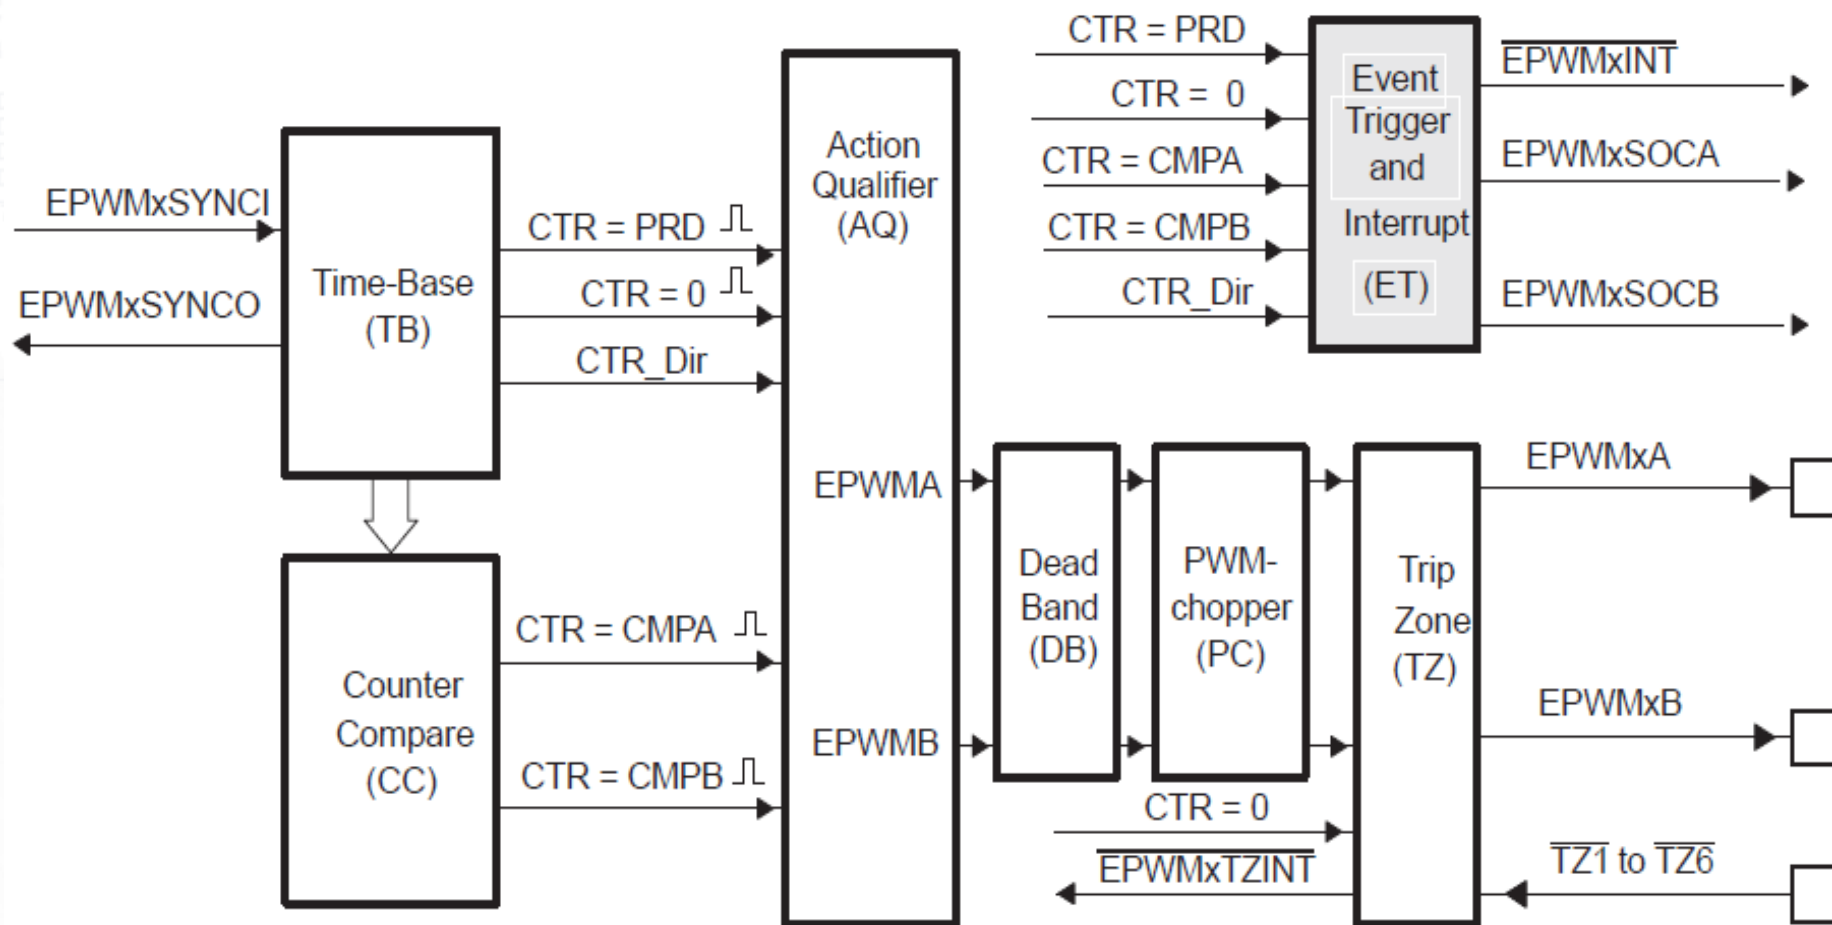 EPWMxSYNCI
EPWMxSYNCO
Time-Base
(TB)
CTR = PRD
CTR = 0
CTR_Dir
Counter
Compare
(CC)
CTR = CMPA
CTR = CMPB
Action
Qualifier
(AQ)
EPWMA
EPWMB
CTR = PRD
CTR = 0
CTR = CMPA
CTR = CMPB
CTR_Dir
Event
Trigger
and
Interrupt
(ET)
EPWMxINT
EPWMxSOCA
EPWMxSOCB
Dead
Band
(DB)
PWM-
chopper
(PC)
CTR = 0
EPWMxTZINT
Trip
Zone
(TZ)
EPWMxA
EPWMxB
TZ1 to TZ6